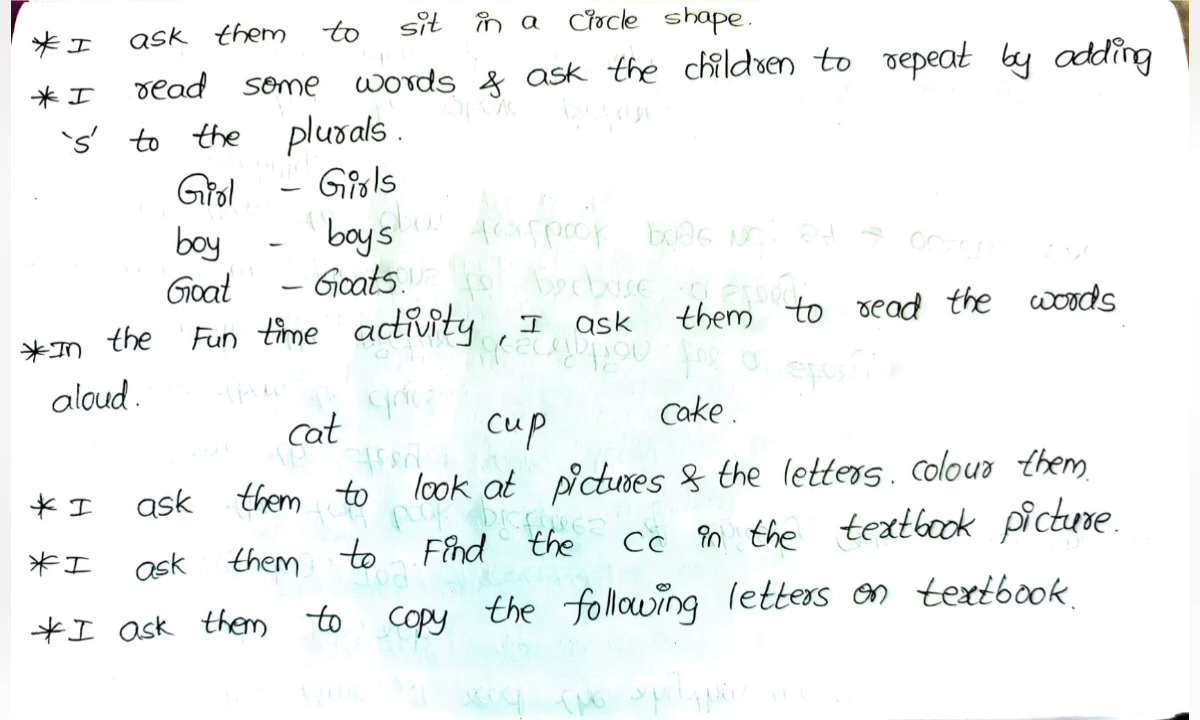 * I ask them to sit in a circle shape.
* I read some words & ask the children to repeat by adding
's' to the plurals.
Girl - Girls
boy - boys
Goat - Goats.
* In the Fun time activity, I ask them to read the words
aloud.
cat cup cake.
* I ask them to look at pictures & the letters. colour them.
* I ask them to Find the Cc in the textbook picture.
* I ask them to copy the following letters on textbook.